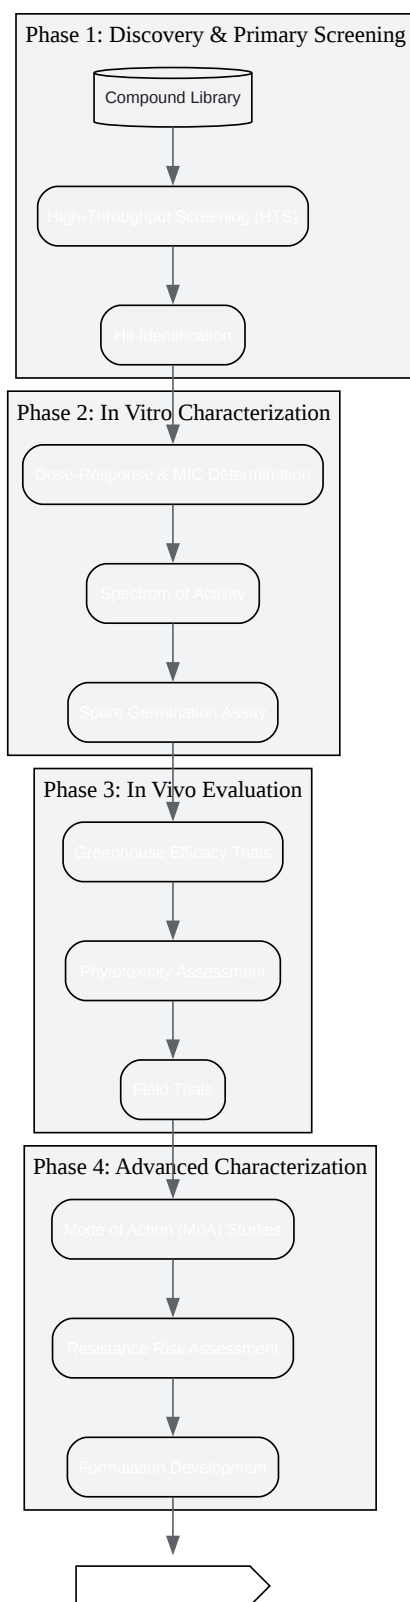 Phase 1: Discovery & Primary Screening
Compound Library
High-Throughput Screening (HTS)
Hit Identification
Phase 2: In Vitro Characterization
Dose-Response & MIC Determination
Spectrum of Activity
Spore Germination Assay
Phase 3: In Vivo Evaluation
Greenhouse Efficacy Trials
Phytotoxicity Assessment
Field Trials
Phase 4: Advanced Characterization
Mode of Action (MoA) Studies
Resistance Risk Assessment
Formulation Development